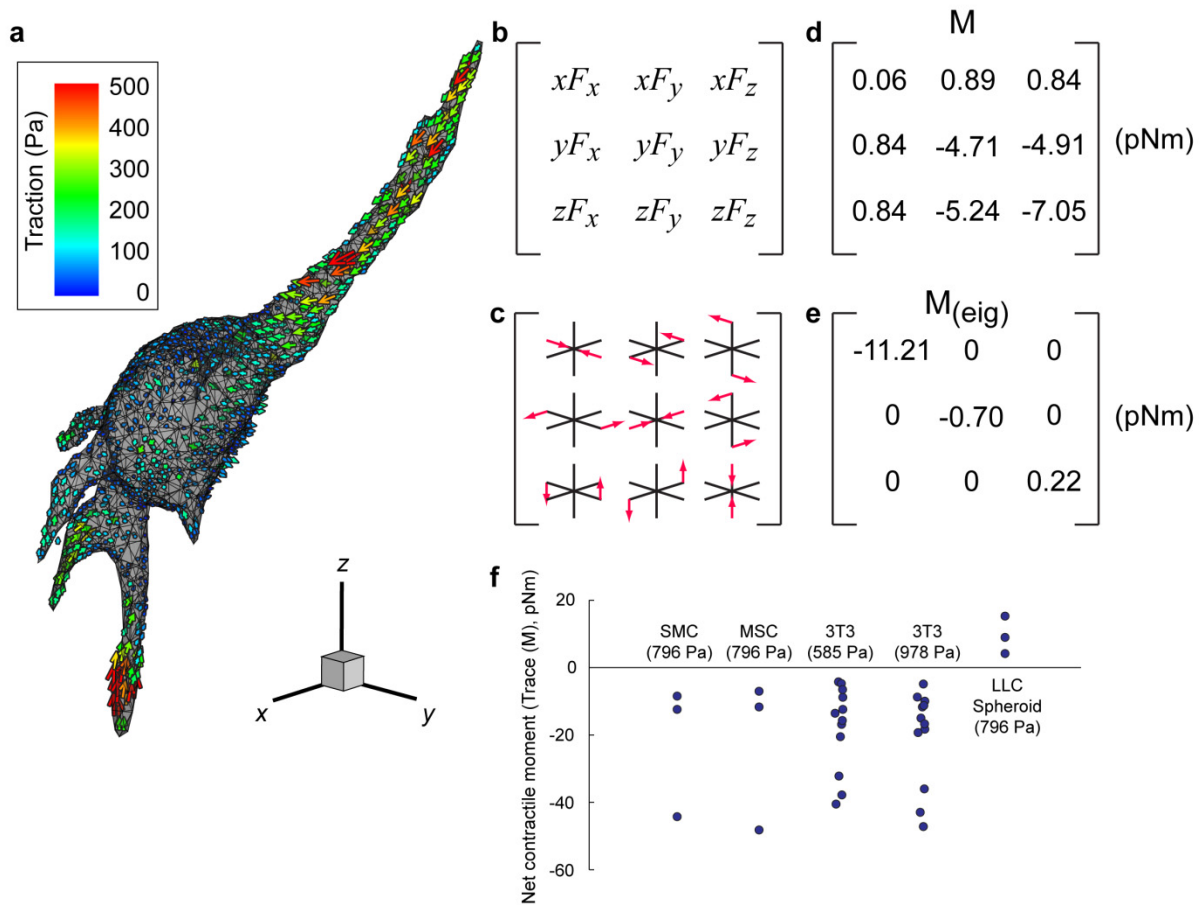 a
Traction (Pa)
500
400
300
200
100
0
z
x
y
b
xFx xFy xFz
yFx yFy yFz
zFx zFy zFz
c
d
M
0.06 0.89 0.84
0.84 -4.71 -4.91
0.84 -5.24 -7.05
(pNm)
e
M(eig)
-11.21 0 0
0 -0.70 0
0 0 0.22
(pNm)
f
Net contractile moment (Trace (M), pNm)
20
0
-20
-40
-60
SMC
(796 Pa)
MSC
(796 Pa)
3T3
(585 Pa)
3T3
(978 Pa)
LLC
Spheroid
(796 Pa)